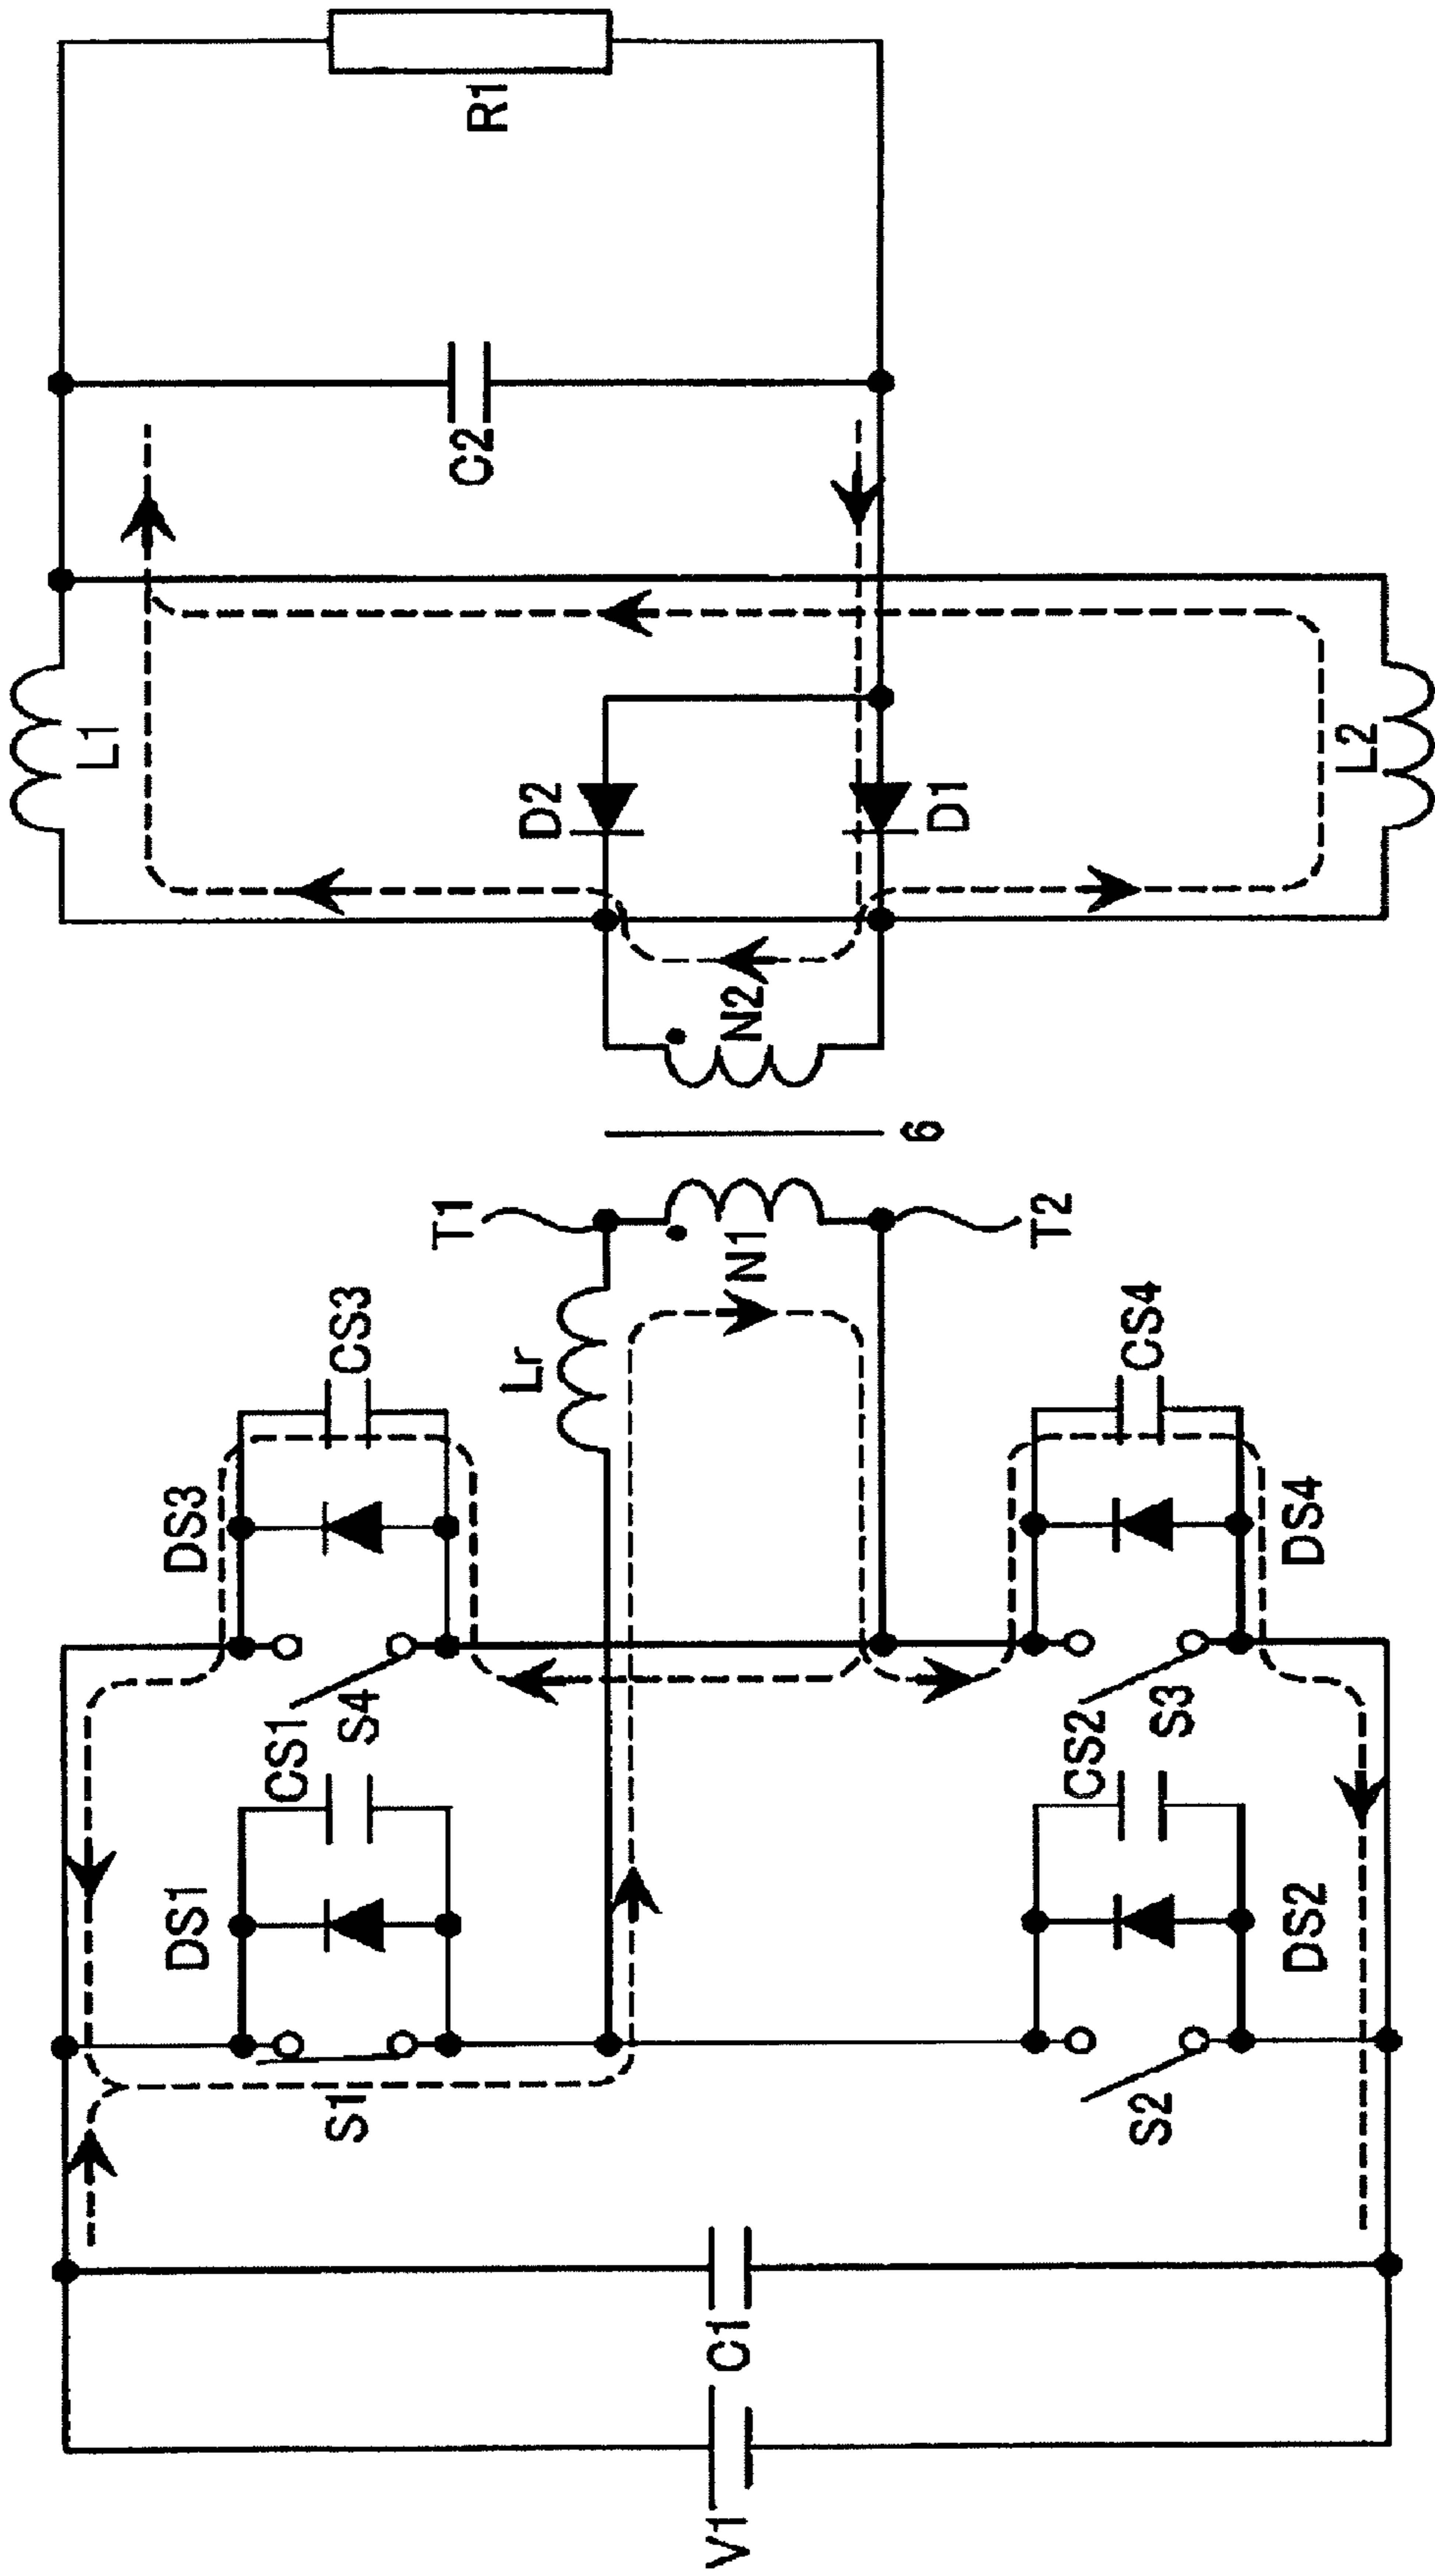 L1
DS1
DS3
CS1
CS3
S1
S4
T1
C2
R1
Lr
D2
V1
C1
N1
N2
6
D1
T2
CS2
CS4
S2
S3
DS2
DS4
L2